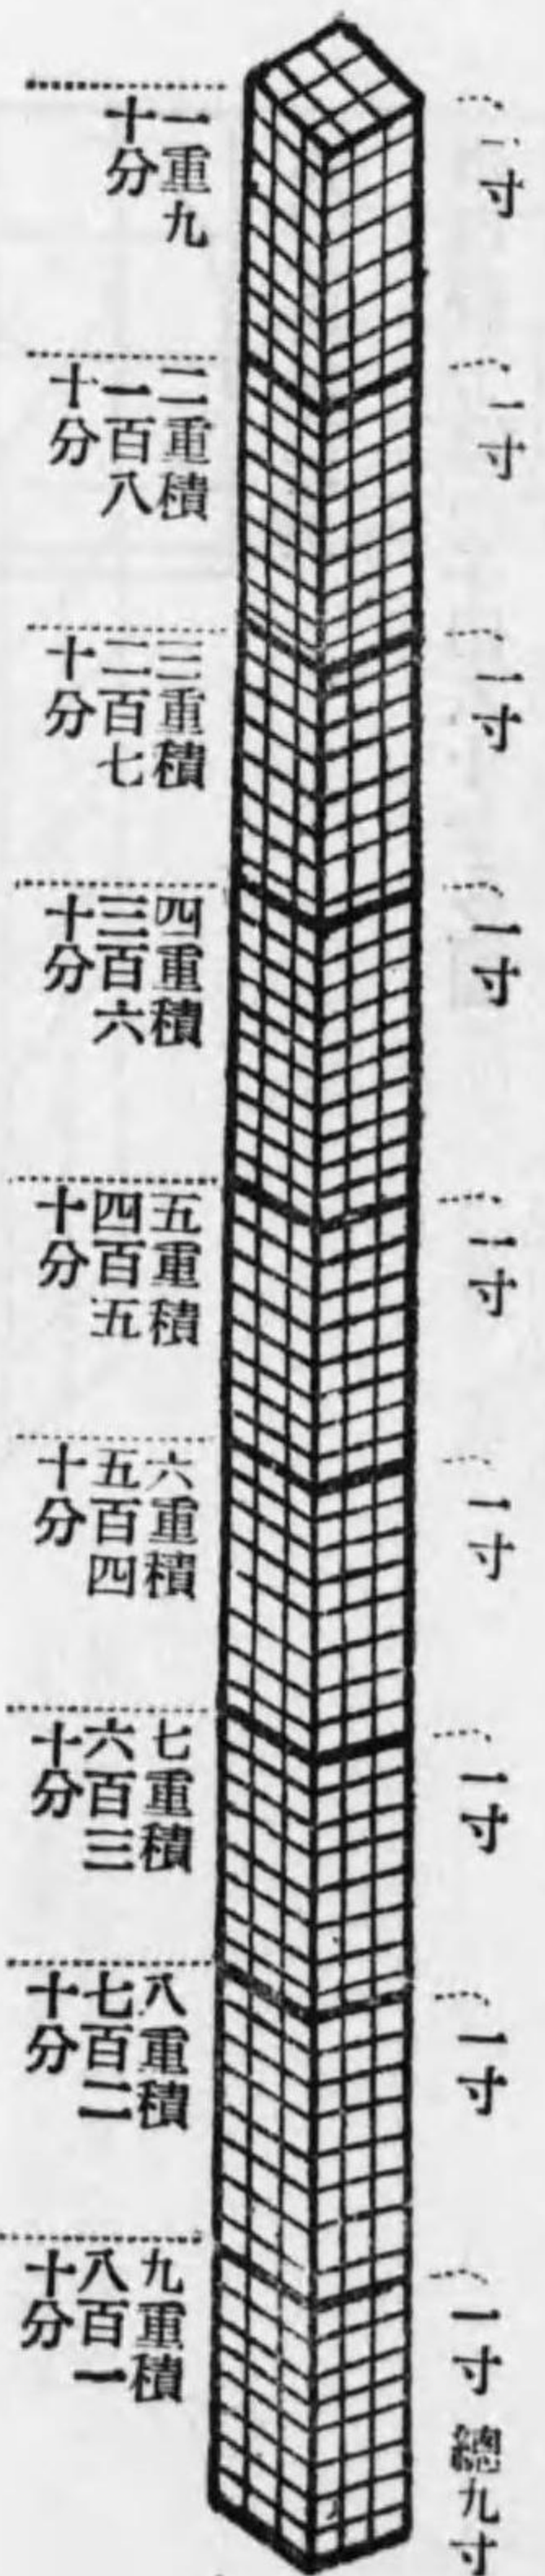 一寸
一重九
十分
一寸
二重積
一百八
十分
一寸
三重積
二百七
十分
一寸
四重積
三百六
十分
一寸
五重積
四百五
十分
一寸
六重積
五百四
十分
一寸
七重積
六百三
十分
一寸
八重積
七百二
十分
一寸
九重積
八百一
十分
總九寸